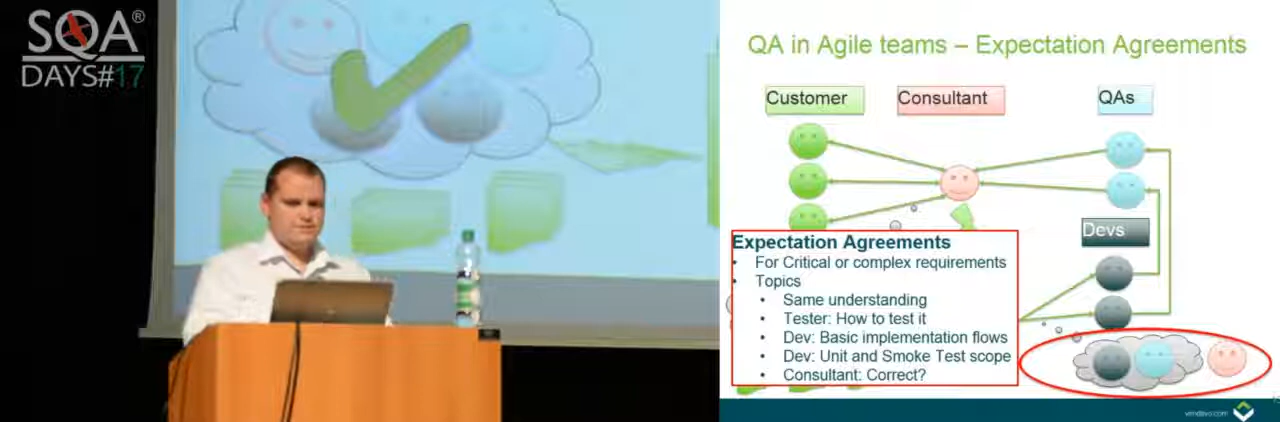 SQA®
DAYS#17
QA in Agile teams – Expectation Agreements
Customer
Consultant
QAs
Devs
Expectation Agreements
• For Critical or complex requirements
• Topics
• Same understanding
• Tester: How to test it
• Dev: Basic implementation flows
• Dev: Unit and Smoke Test scope
• Consultant: Correct?